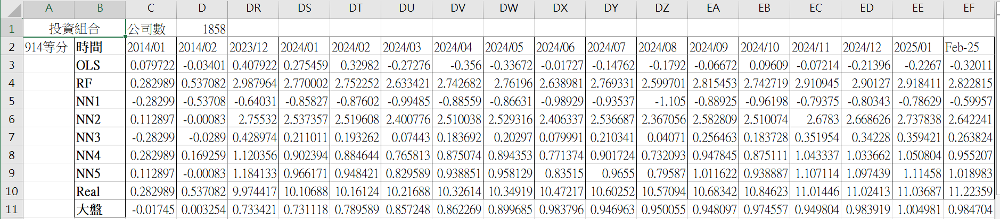 A B C D DR DS DT DU DV DW DX DY DZ EA EB EC ED EE EF
1 投資組合 公司數 1858
2 914等分 時間 2014/01 2014/02 2023/12 2024/01 2024/02 2024/03 2024/04 2024/05 2024/06 2024/07 2024/08 2024/09 2024/10 2024/11 2024/12 2025/01 Feb-25
3 OLS 0.079722 -0.03401 0.407922 0.275459 0.32982 -0.27276 -0.356 -0.33672 -0.01727 -0.14762 -0.1792 -0.06672 0.09609 -0.07214 -0.21396 -0.2267 -0.32011
4 RF 0.282989 0.537082 2.987964 2.770002 2.752252 2.633421 2.742682 2.76196 2.638981 2.769331 2.599701 2.815453 2.742719 2.910945 2.90127 2.918411 2.822815
5 NN1 -0.28299 -0.53708 -0.64031 -0.85827 -0.87602 -0.99485 -0.88559 -0.86631 -0.98929 -0.93537 -1.105 -0.88925 -0.96198 -0.79375 -0.80343 -0.78629 -0.59957
6 NN2 0.112897 -0.00083 2.75532 2.537357 2.519608 2.400776 2.510038 2.529316 2.406337 2.536687 2.367056 2.582809 2.510074 2.6783 2.668626 2.737838 2.642241
7 NN3 -0.28299 -0.0289 0.428974 0.211011 0.193262 0.07443 0.183692 0.20297 0.079991 0.210341 0.04071 0.256463 0.183728 0.351954 0.34228 0.359421 0.263824
8 NN4 0.282989 0.169259 1.120356 0.902394 0.884644 0.765813 0.875074 0.894353 0.771374 0.901724 0.732093 0.947845 0.875111 1.043337 1.033662 1.050804 0.955207
9 NN5 0.112897 -0.00083 1.184133 0.966171 0.948421 0.829589 0.938851 0.958129 0.83515 0.9655 0.79587 1.011622 0.938887 1.107114 1.097439 1.11458 1.018983
10 Real 0.282989 0.537082 9.974417 10.10688 10.16124 10.21688 10.32614 10.34919 10.47217 10.60252 10.57094 10.68342 10.84623 11.01446 11.02413 11.03687 11.22359
11 大盤 -0.01745 0.003254 0.733421 0.731118 0.789589 0.857248 0.862269 0.899685 0.983796 0.946963 0.950055 0.948097 0.974557 0.949804 0.983919 1.004981 0.984704